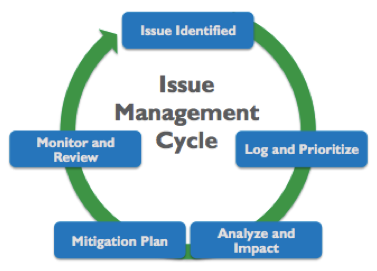 Issue Identified
Issue
Management
Cycle
Log and Prioritize
Analyze and
Impact
Mitigation Plan
Monitor and
Review